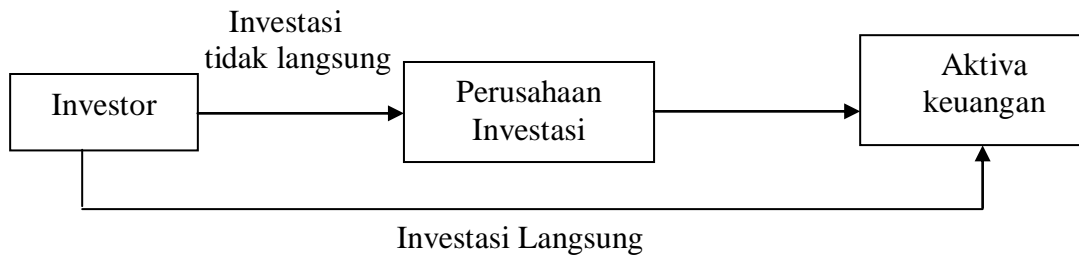 Investasi
tidak langsung
Investor
Perusahaan
Investasi
Aktiva
keuangan
Investasi Langsung